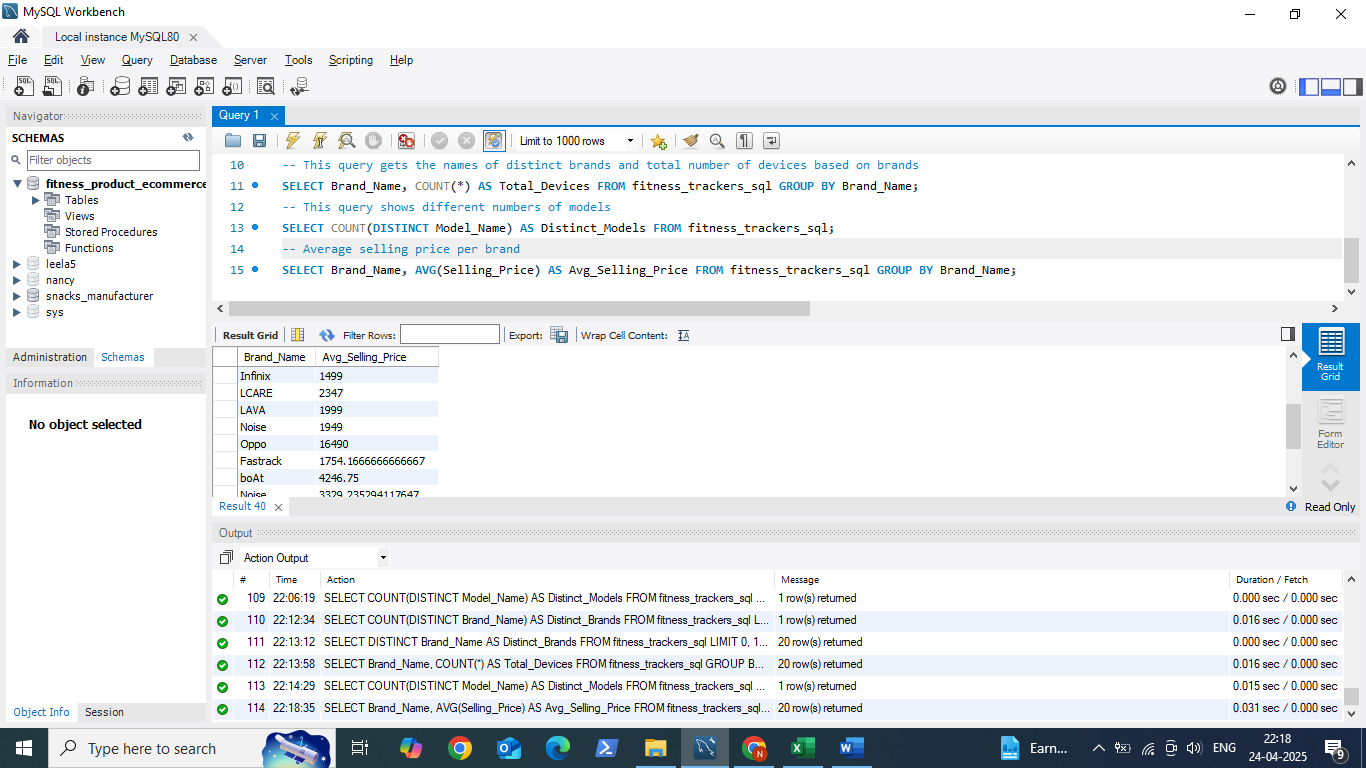 MySQL Workbench
Local instance MySQL80
File Edit View Query Database Server Tools Scripting Help
Navigator
SCHEMAS
Filter objects
fitness_product_ecommerce
Tables
Views
Stored Procedures
Functions
leela5
nancy
snacks_manufacturer
sys
Administration Schemas
Information
No object selected
Object Info Session
Query 1
Limit to 1000 rows
10 -- This query gets the names of distinct brands and total number of devices based on brands
11 SELECT Brand_Name, COUNT(*) AS Total_Devices FROM fitness_trackers_sql GROUP BY Brand_Name;
12 -- This query shows different numbers of models
13 SELECT COUNT(DISTINCT Model_Name) AS Distinct_Models FROM fitness_trackers_sql;
14 -- Average selling price per brand
15 SELECT Brand_Name, AVG(Selling_Price) AS Avg_Selling_Price FROM fitness_trackers_sql GROUP BY Brand_Name;
Result Grid Filter Rows: Export: Wrap Cell Content:
Brand_Name Avg_Selling_Price
Infinix 1499
LCARE 2347
LAVA 1999
Noise 1949
Oppo 16490
Fastrack 1754.1666666666667
boAt 4246.75
Noise 3329.235294117647
Result Grid
Form Editor
Result 40
Read Only
Output
Action Output
# Time Action Message Duration / Fetch
109 22:06:19 SELECT COUNT(DISTINCT Model_Name) AS Distinct_Models FROM fitness_trackers_sql ... 1 row(s) returned 0.000 sec / 0.000 sec
110 22:12:34 SELECT COUNT(DISTINCT Brand_Name) AS Distinct_Brands FROM fitness_trackers_sql L... 1 row(s) returned 0.016 sec / 0.000 sec
111 22:13:12 SELECT DISTINCT Brand_Name AS Distinct_Brands FROM fitness_trackers_sql LIMIT 0, 1... 20 row(s) returned 0.000 sec / 0.000 sec
112 22:13:58 SELECT Brand_Name, COUNT(*) AS Total_Devices FROM fitness_trackers_sql GROUP B... 20 row(s) returned 0.016 sec / 0.000 sec
113 22:14:29 SELECT COUNT(DISTINCT Model_Name) AS Distinct_Models FROM fitness_trackers_sql ... 1 row(s) returned 0.015 sec / 0.000 sec
114 22:18:35 SELECT Brand_Name, AVG(Selling_Price) AS Avg_Selling_Price FROM fitness_trackers_sql... 20 row(s) returned 0.031 sec / 0.000 sec
Type here to search
Earn...
ENG
22:18
24-04-2025
9